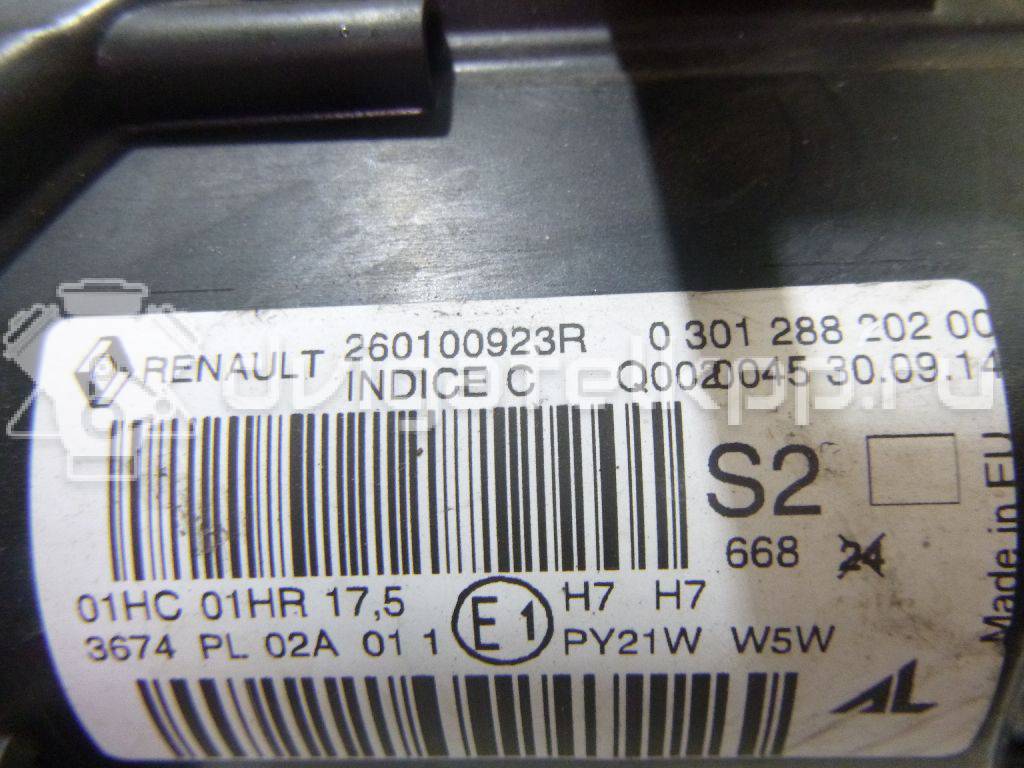 RENAULT 260100923R 0 301 288 202 00
INDICE C Q0020045 30.09.14
S2
668 24
Made in EU
01HC 01HR 17,5 E1 H7 H7
3674 PL 02A 01 1 PY21W W5W
AL